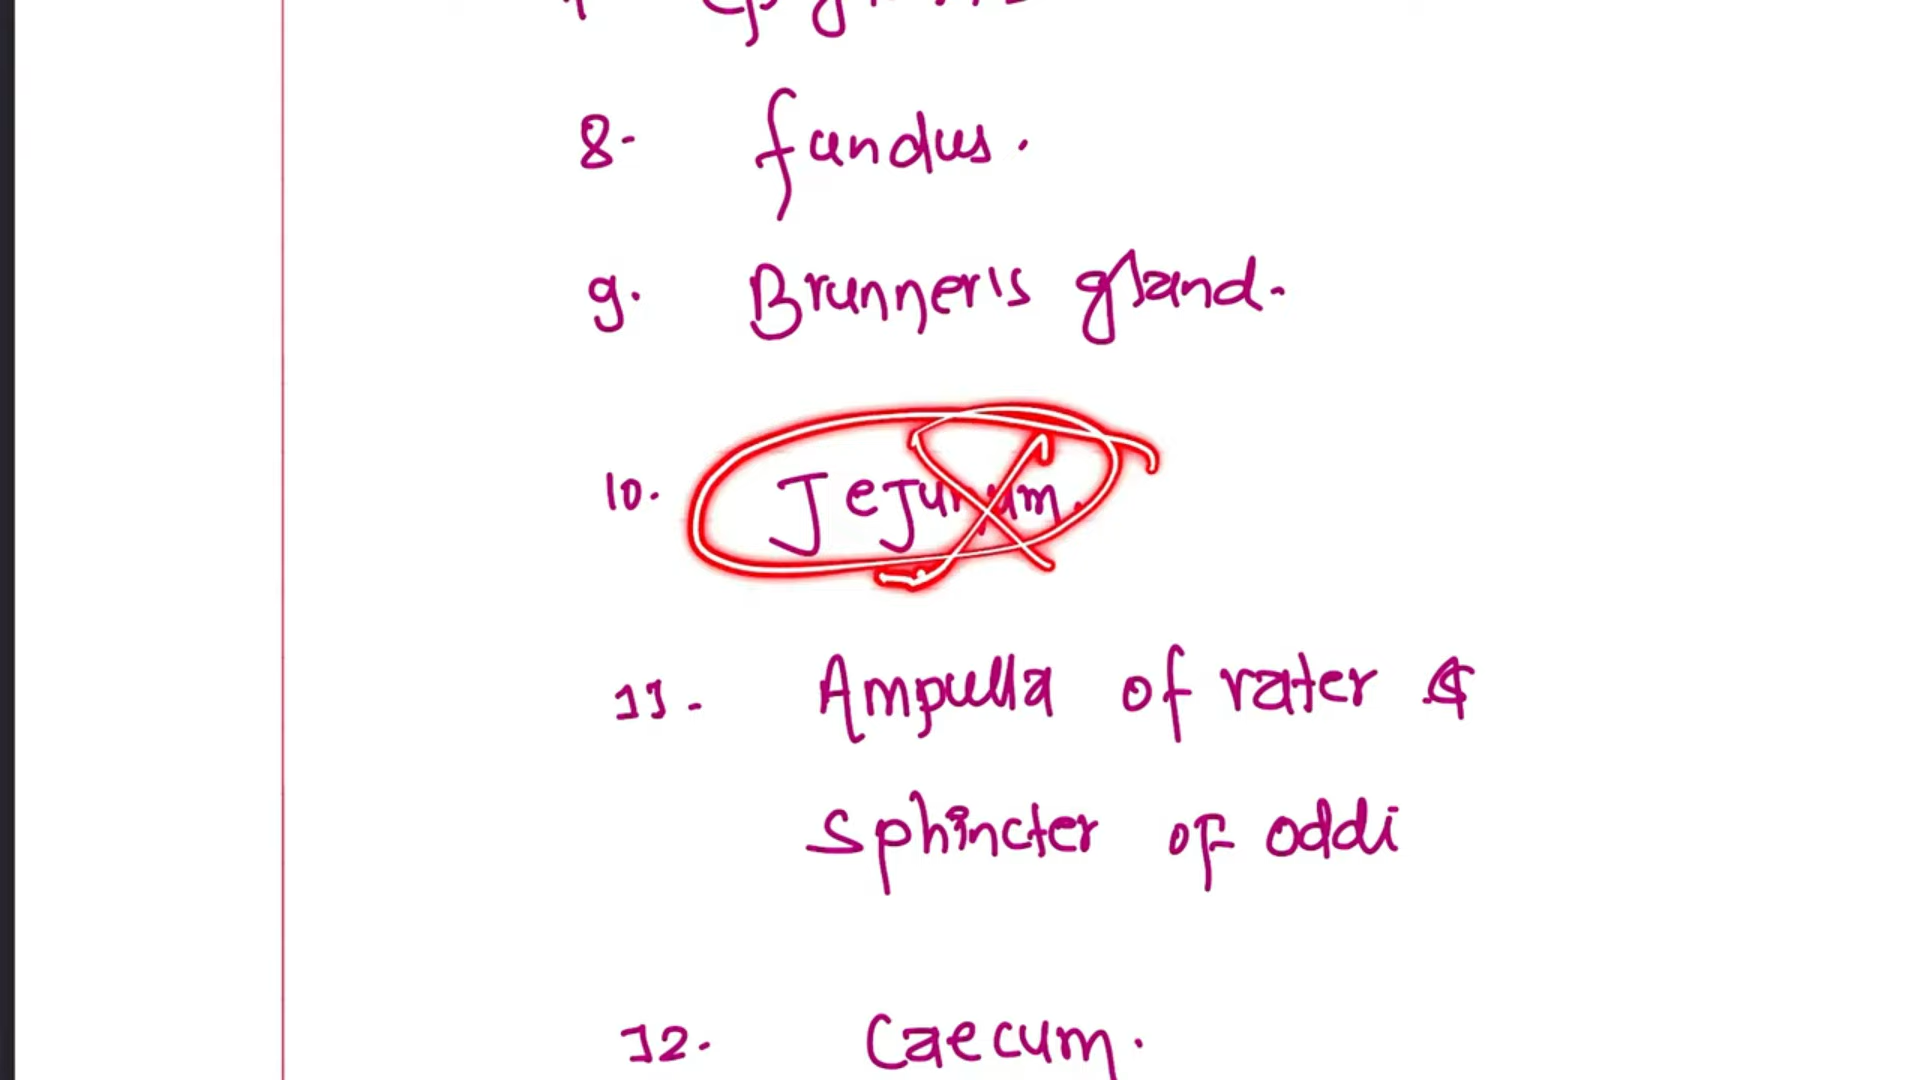 8. fundus.
9. Brunner's gland.
10. Jejunum.
11. Ampulla of vater &
sphincter of oddi
12. Caecum.